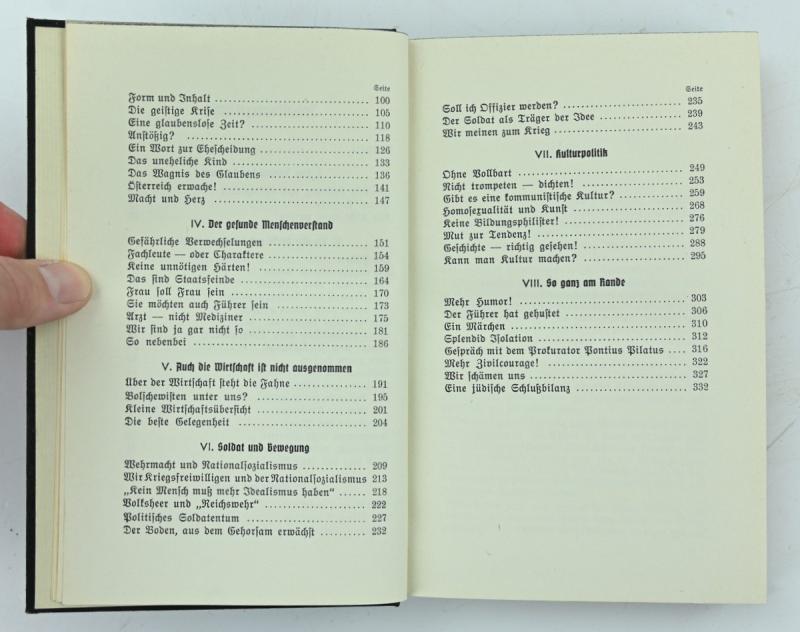 Seite
Form und Inhalt ........................ 100
Die geistige Krise ........................ 105
Eine glaubenslose Zeit? ........................ 110
Anstößig? ........................ 118
Ein Wort zur Ehescheidung ........................ 126
Das uneheliche Kind ........................ 133
Das Wagnis des Glaubens ........................ 136
Österreich erwache! ........................ 141
Macht und Herz ........................ 147
IV. Der gesunde Menschenverstand
Gefährliche Verwechselungen ........................ 151
Fachleute — oder Charaktere ........................ 154
Keine unnötigen Härten! ........................ 159
Das sind Staatsfeinde ........................ 164
Frau soll Frau sein ........................ 170
Sie möchten auch Führer sein ........................ 173
Arzt — nicht Mediziner ........................ 175
Wir sind ja gar nicht so ........................ 181
So nebenbei ........................ 186
V. Auch die Wirtschaft ist nicht ausgenommen
Über der Wirtschaft steht die Fahne ........................ 191
Bolschewisten unter uns? ........................ 195
Kleine Wirtschaftsübersicht ........................ 201
Die beste Gelegenheit ........................ 204
VI. Soldat und Bewegung
Wehrmacht und Nationalsozialismus ........................ 209
Wir Kriegsfreiwilligen und der Nationalsozialismus 213
„Kein Mensch muß mehr Idealismus haben“ ...... 218
Volksheer und „Reichswehr“ ........................ 222
Politisches Soldatentum ........................ 227
Der Boden, aus dem Gehorsam erwächst ........... 232
Seite
Soll ich Offizier werden? ........................ 235
Der Soldat als Träger der Idee ........................ 239
Wir meinen zum Krieg ........................ 243
VII. Kulturpolitik
Ohne Vollbart ........................ 249
Nicht trompeten — dichten! ........................ 253
Gibt es eine kommunistische Kultur? ........................ 259
Homosexualität und Kunst ........................ 268
Keine Bildungsphilister! ........................ 276
Mut zur Tendenz! ........................ 279
Geschichte — richtig gesehen! ........................ 288
Kann man Kultur machen? ........................ 295
VIII. So ganz am Rande
Mehr Humor! ........................ 303
Der Führer hat gehustet ........................ 306
Ein Märchen ........................ 310
Splendid Isolation ........................ 312
Gespräch mit dem Prokurator Pontius Pilatus .... 316
Mehr Zivilcourage! ........................ 322
Wir schämen uns ........................ 327
Eine jüdische Schlußbilanz ........................ 332